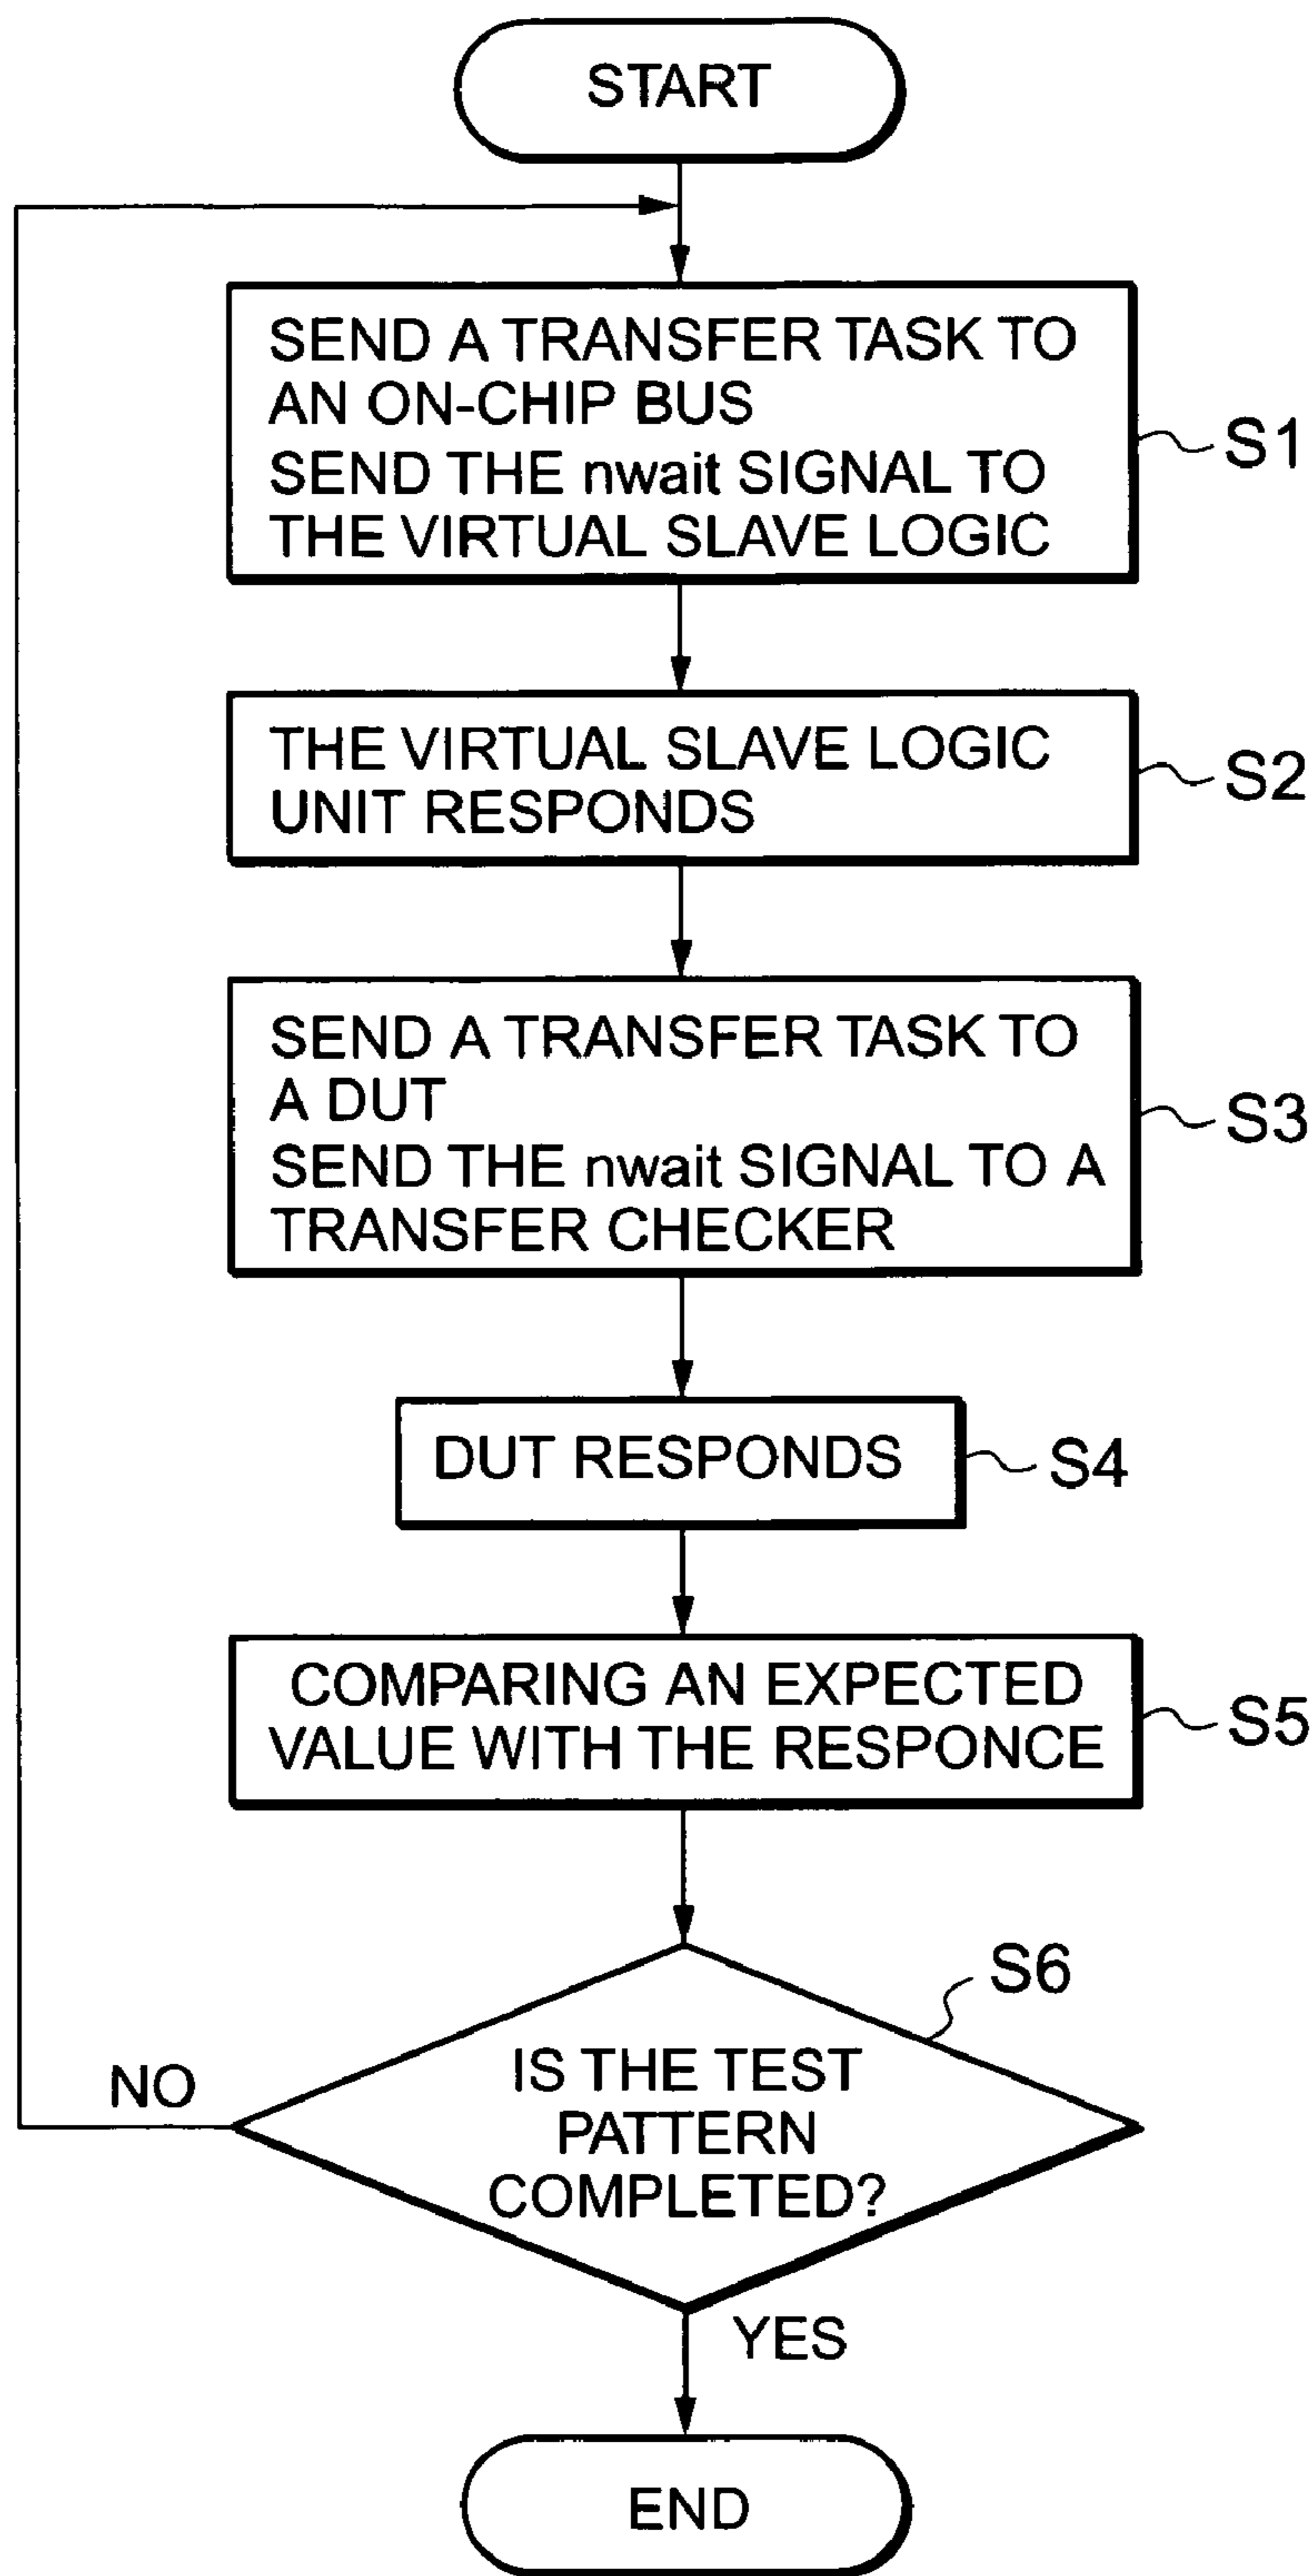 START
SEND A TRANSFER TASK TO
AN ON-CHIP BUS
SEND THE nwait SIGNAL TO
THE VIRTUAL SLAVE LOGIC
S1
THE VIRTUAL SLAVE LOGIC
UNIT RESPONDS
S2
SEND A TRANSFER TASK TO
A DUT
SEND THE nwait SIGNAL TO A
TRANSFER CHECKER
S3
DUT RESPONDS
S4
COMPARING AN EXPECTED
VALUE WITH THE RESPONCE
S5
S6
IS THE TEST
PATTERN
COMPLETED?
NO
YES
END